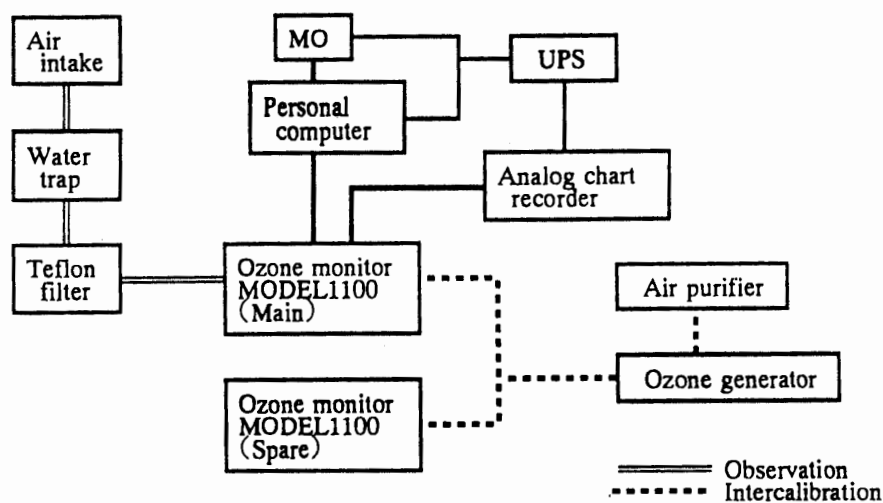 Air
intake
Water
trap
Teflon
filter
MO
Personal
computer
UPS
Analog chart
recorder
Ozone monitor
MODEL1100
(Main)
Ozone monitor
MODEL1100
(Spare)
Air purifier
Ozone generator
Observation
Intercalibration